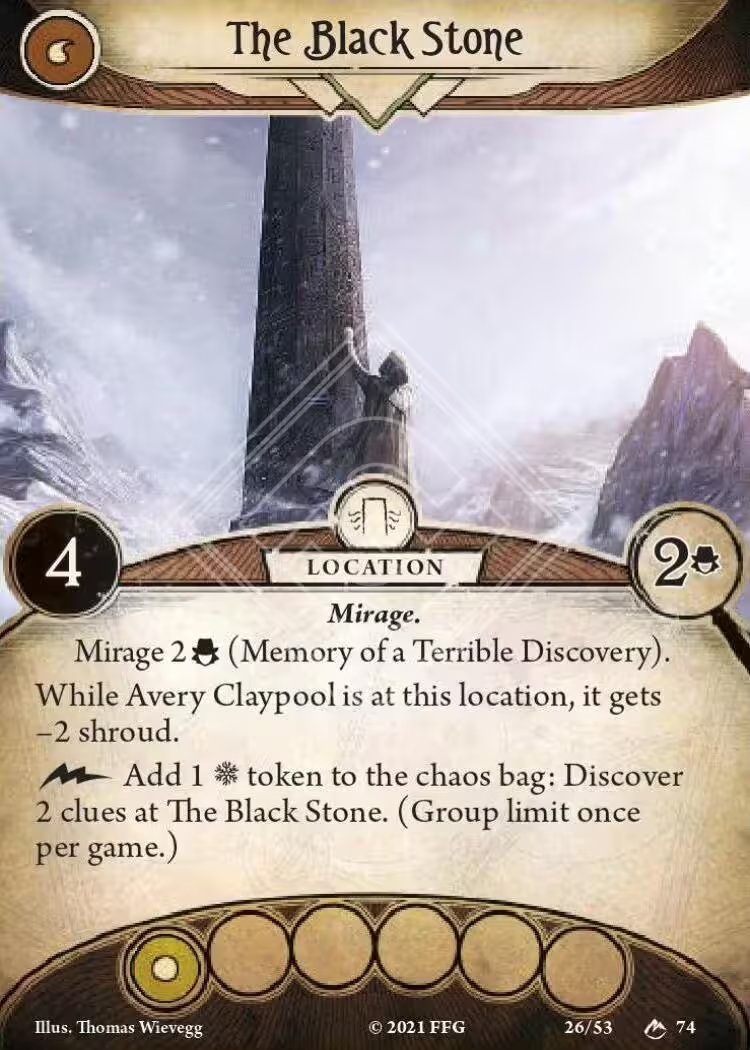 The Black Stone
4
LOCATION
2
Mirage.
Mirage 2 (Memory of a Terrible Discovery).
While Avery Claypool is at this location, it gets
–2 shroud.
Add 1 token to the chaos bag: Discover
2 clues at The Black Stone. (Group limit once
per game.)
Illus. Thomas Wievegg © 2021 FFG 26/53 74